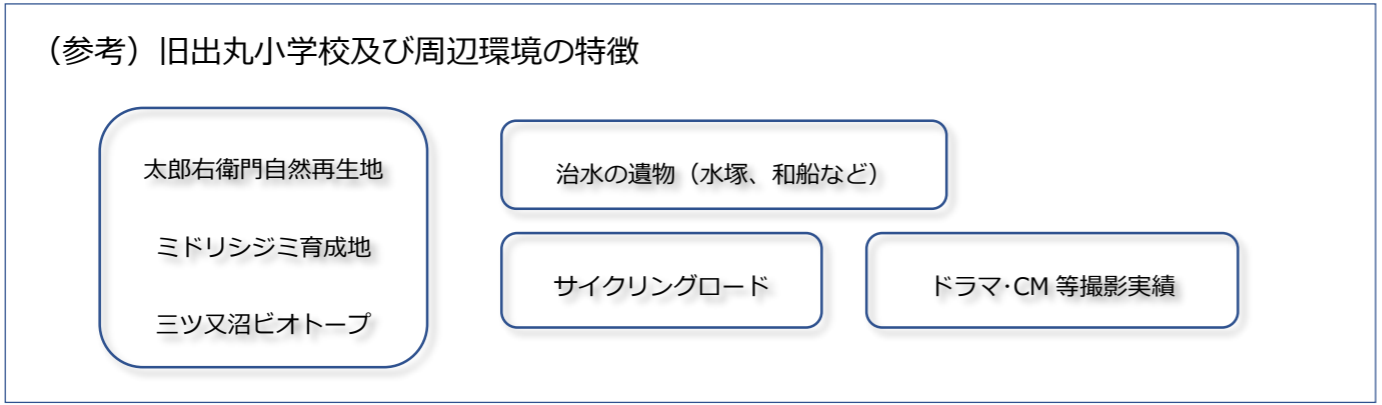 (参考)旧出丸小学校及び周辺環境の特徴
太郎右衛門自然再生地
ミドリシジミ育成地
三ツ又沼ビオトープ
治水の遺物(水塚、和船など)
サイクリングロード
ドラマ・CM 等撮影実績